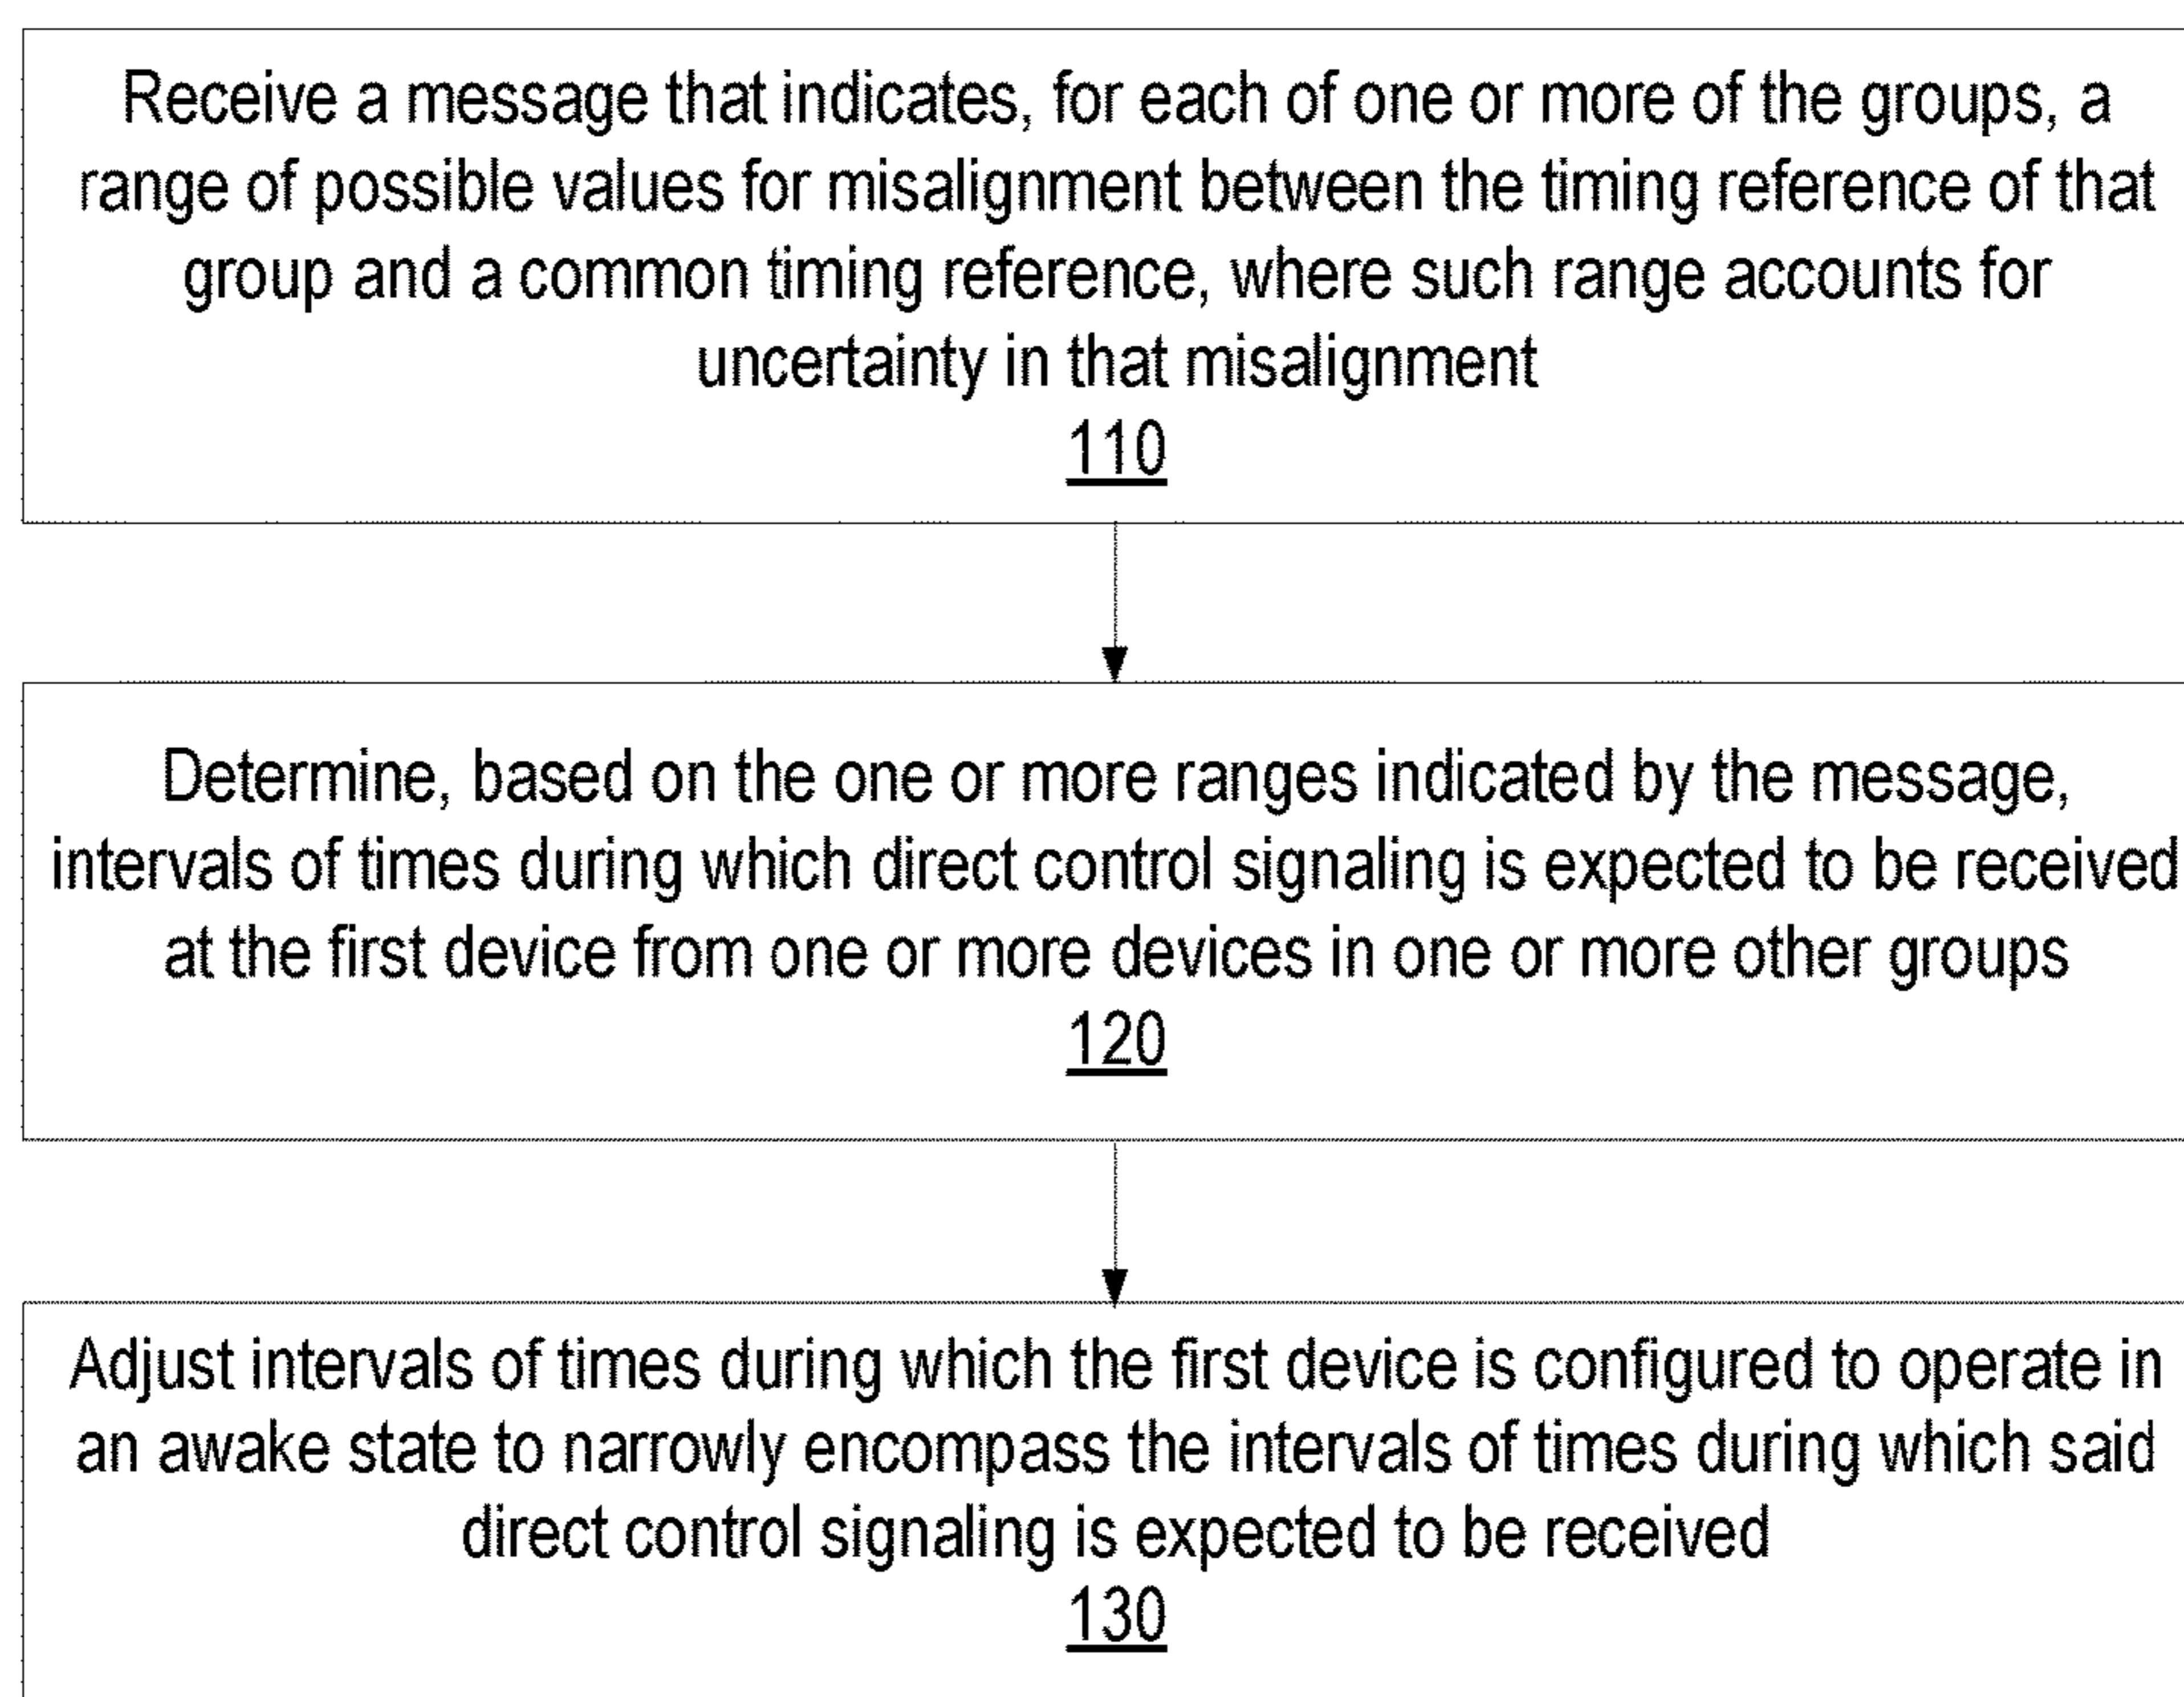 Receive a message that indicates, for each of one or more of the groups, a
range of possible values for misalignment between the timing reference of that
group and a common timing reference, where such range accounts for
uncertainty in that misalignment
110
Determine, based on the one or more ranges indicated by the message,
intervals of times during which direct control signaling is expected to be received
at the first device from one or more devices in one or more other groups
120
Adjust intervals of times during which the first device is configured to operate in
an awake state to narrowly encompass the intervals of times during which said
direct control signaling is expected to be received
130